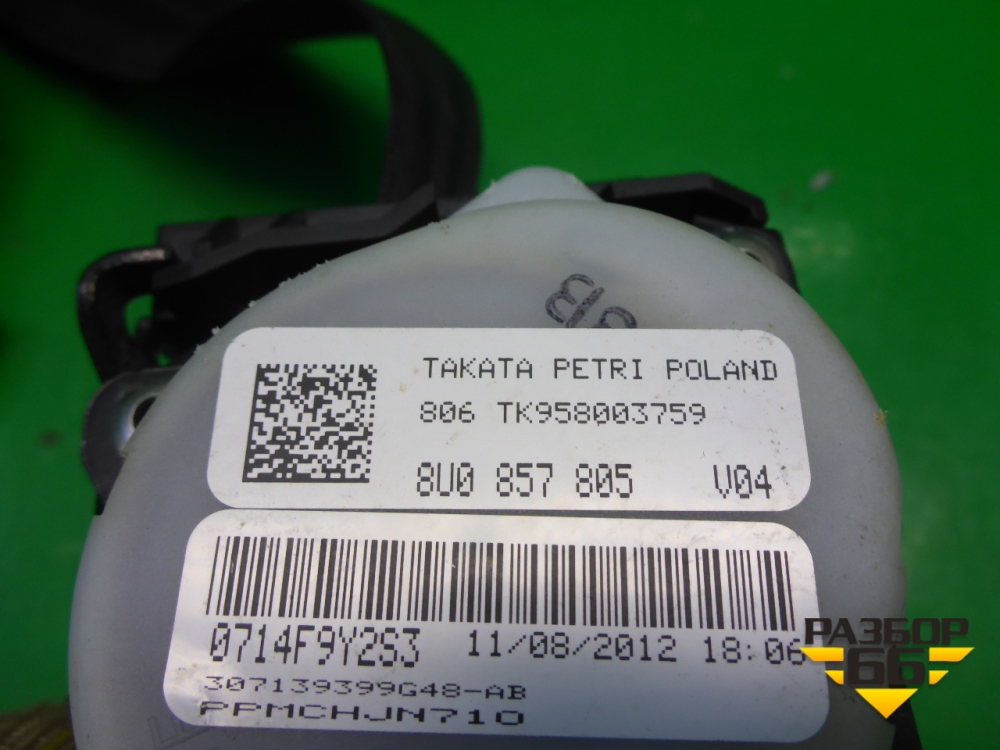 TAKATA PETRI POLAND
806 TK958003759
8U0 857 805 V04
0714F9Y2S3 11/08/2012 18:06
307139399G48-AB
PPMCHJN710
РАЗБОР
66